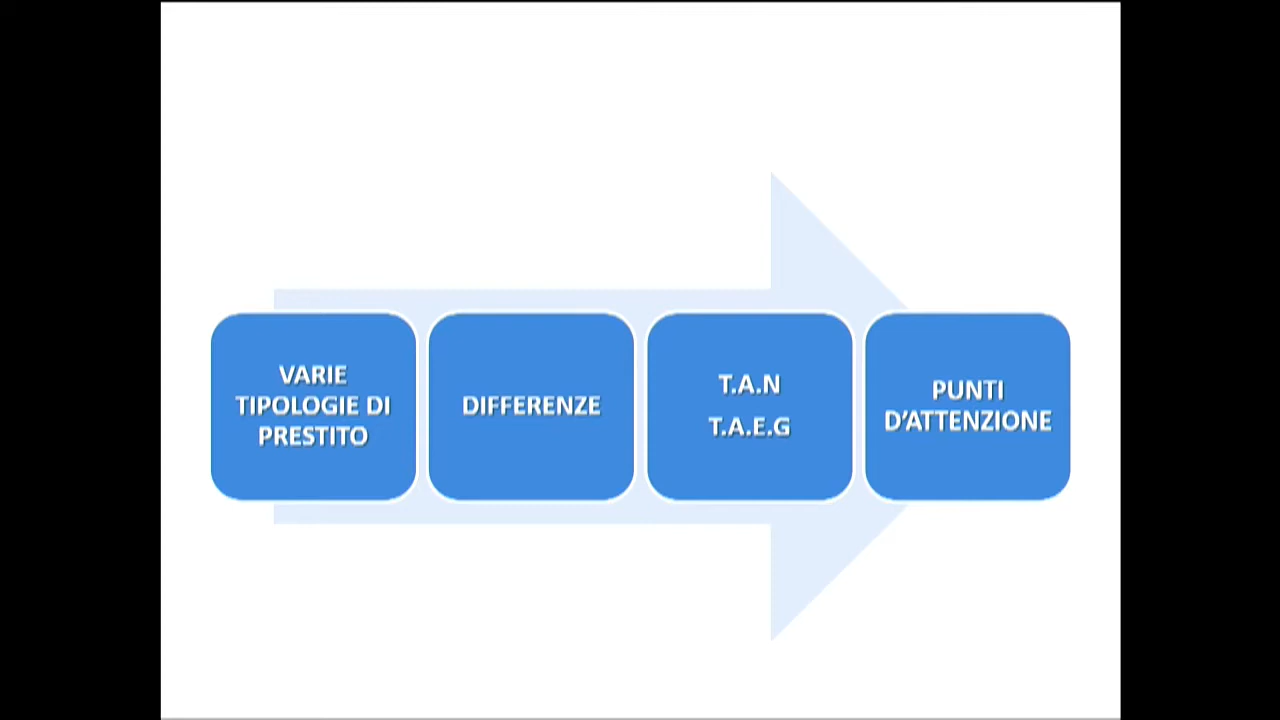 VARIE
TIPOLOGIE DI
PRESTITO
DIFFERENZE
T.A.N
T.A.E.G
PUNTI
D'ATTENZIONE